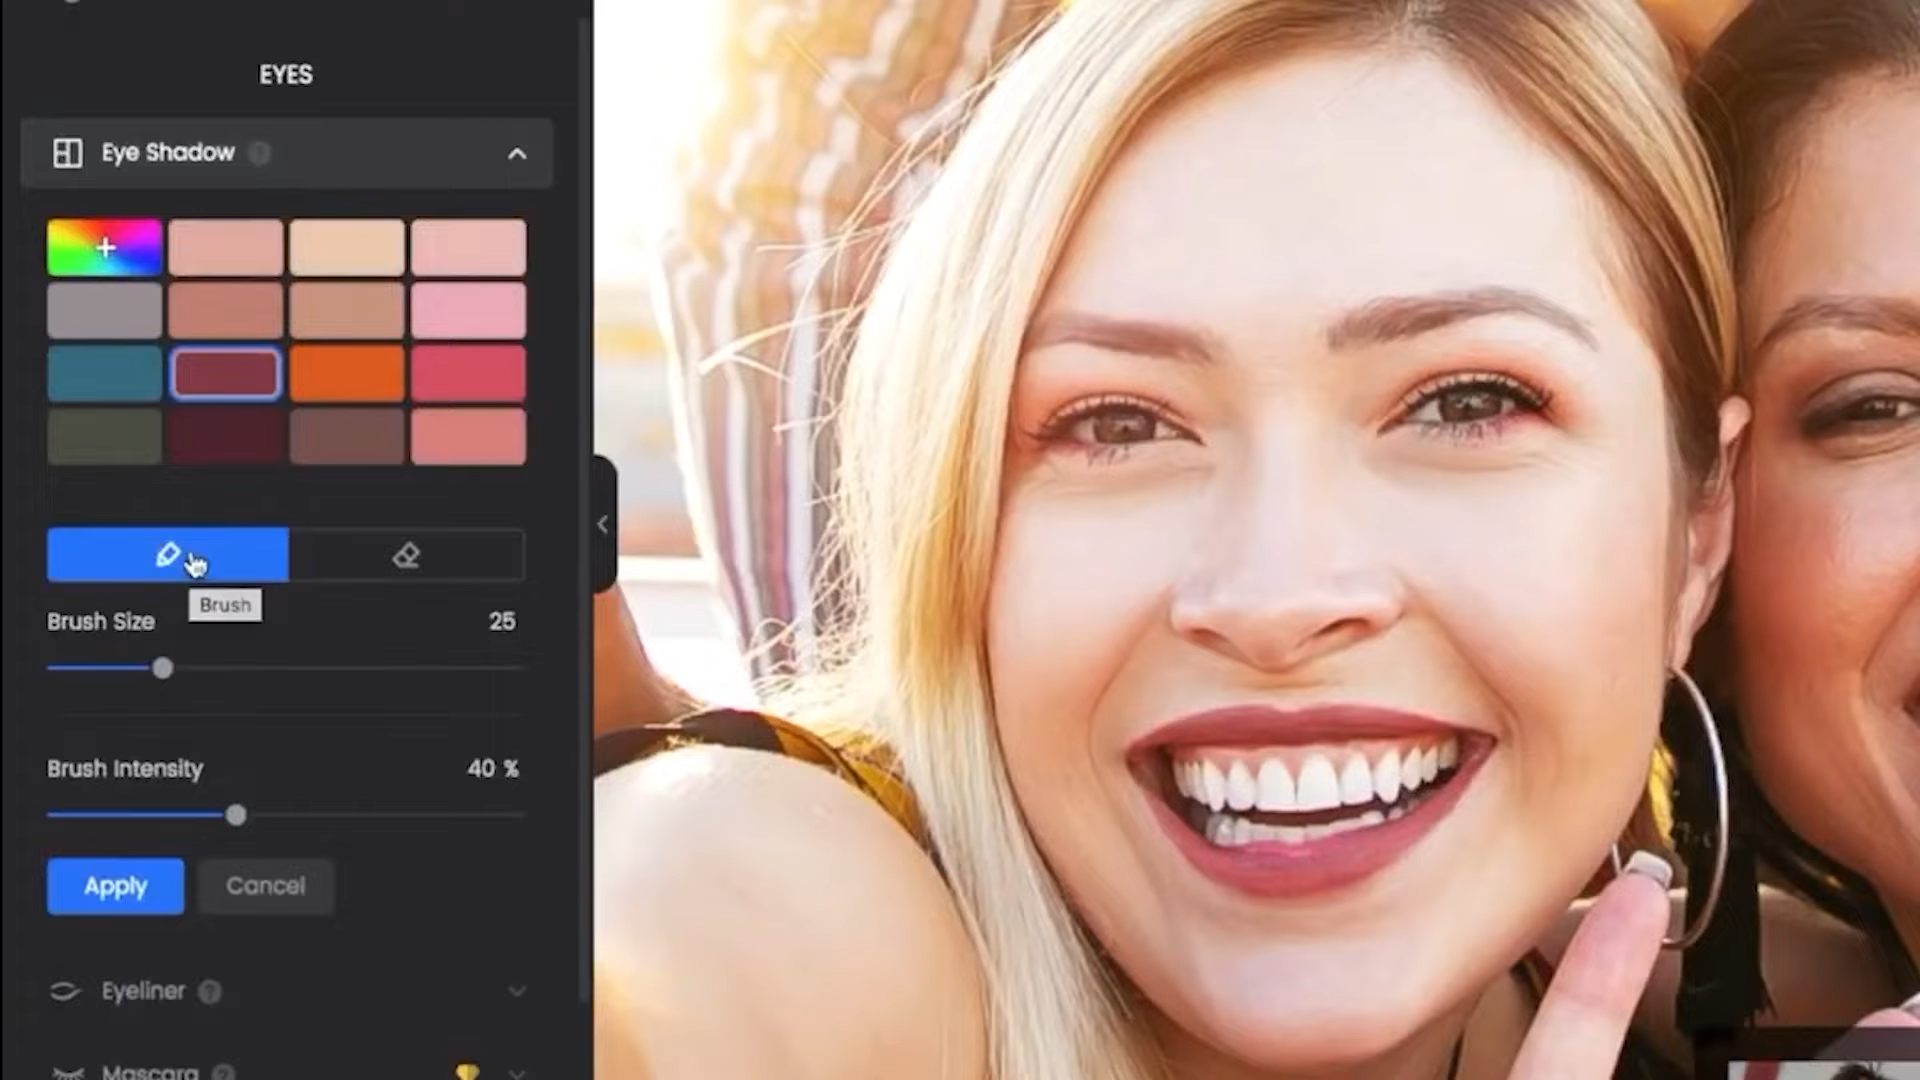 EYES
Eye Shadow ?
Brush
Brush Size 25
Brush Intensity 40 %
Apply Cancel
Eyeliner ?
Mascara ?